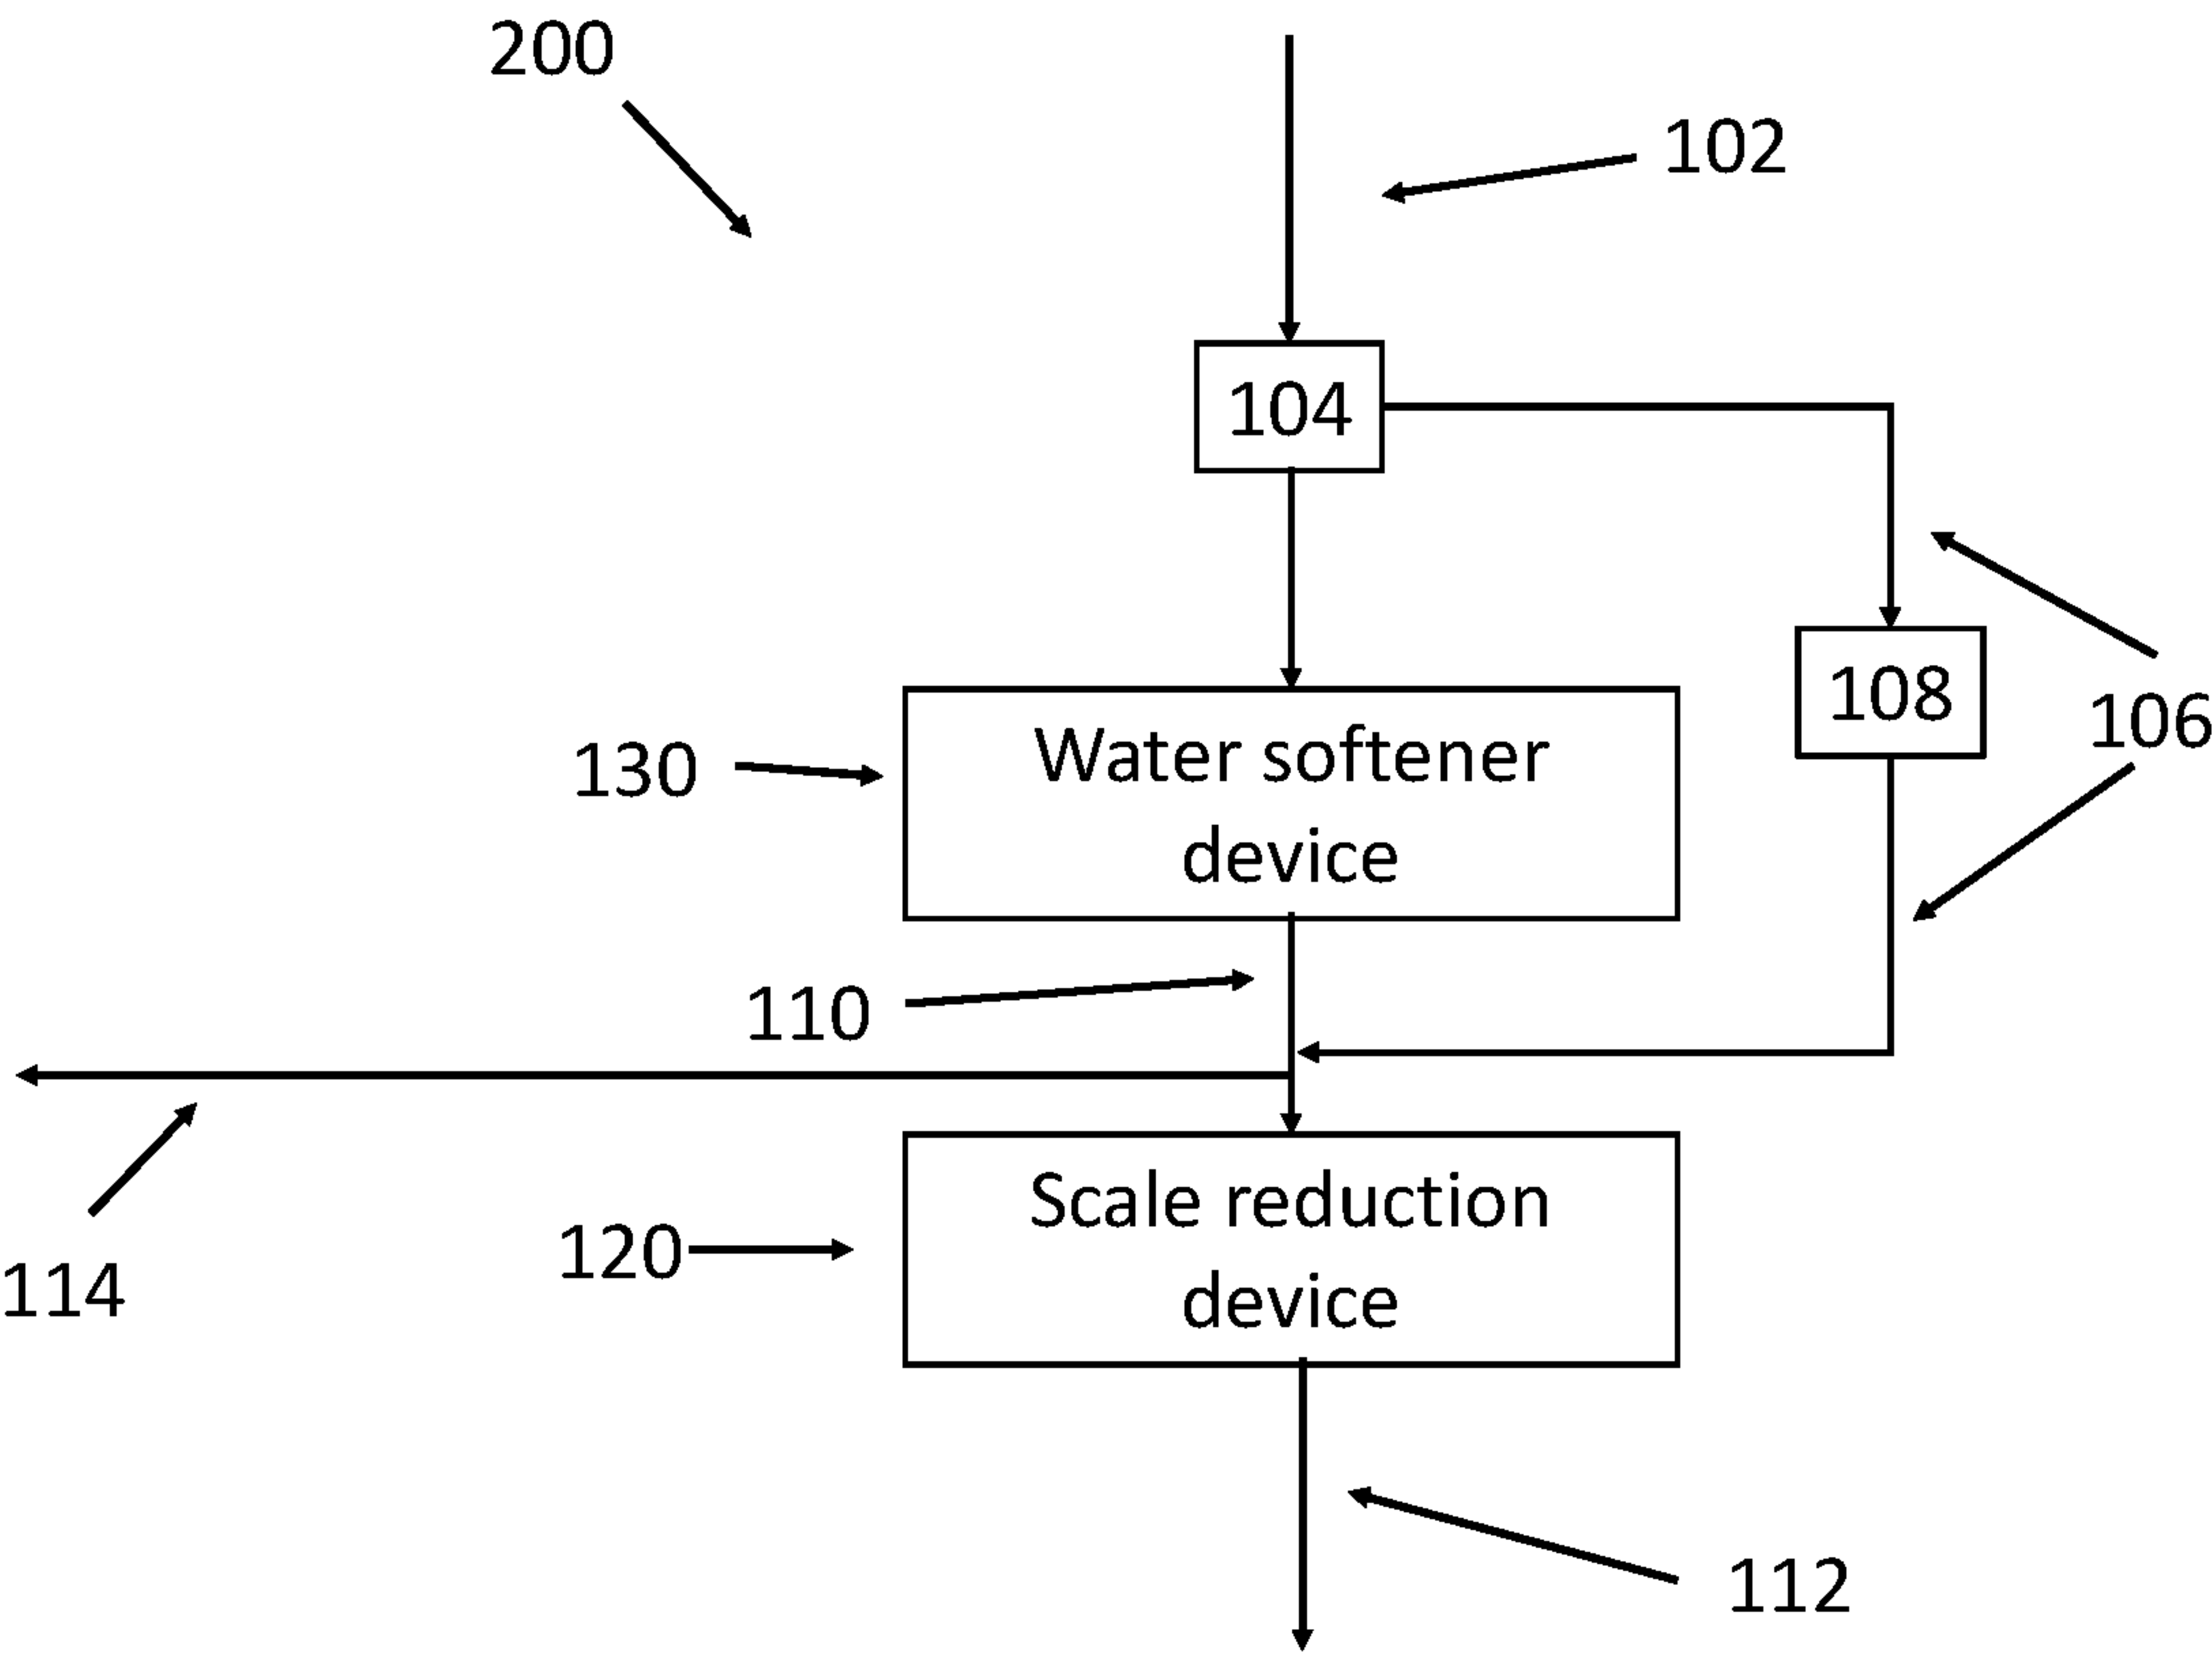 200
102
104
108
106
130
Water softener
device
110
114
120
Scale reduction
device
112